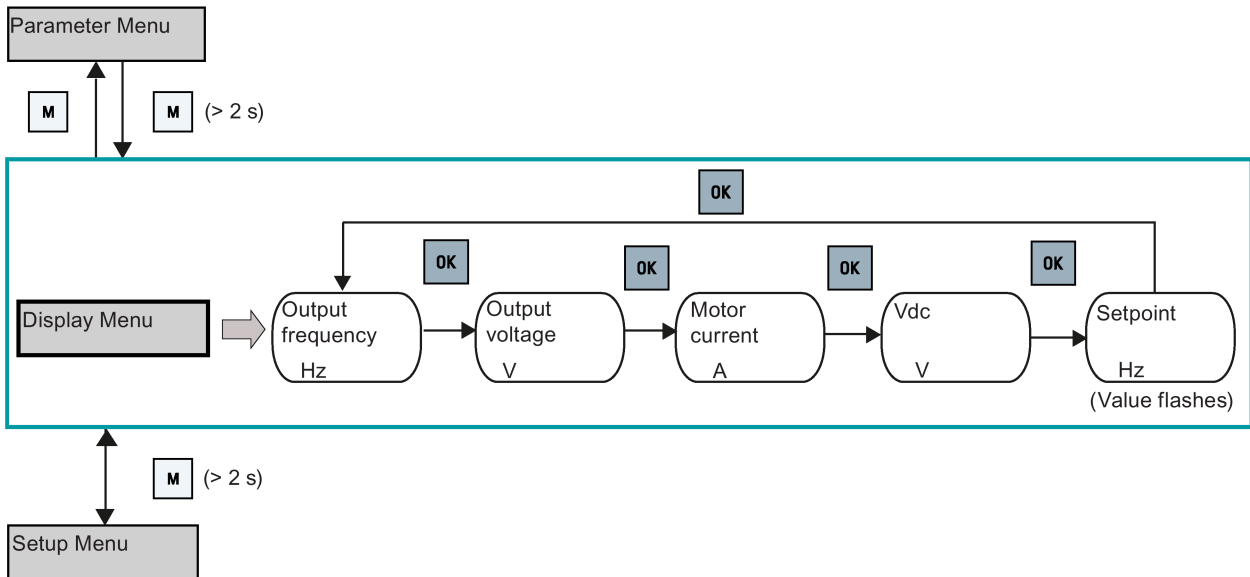 Parameter Menu
M
M
(> 2 s)
OK
OK
OK
OK
OK
Display Menu
Output
frequency
Hz
Output
voltage
V
Motor
current
A
Vdc
V
Setpoint
Hz
(Value flashes)
M
(> 2 s)
Setup Menu